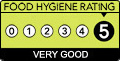 FOOD HYGIENE RATING
0 1 2 3 4 5
VERY GOOD